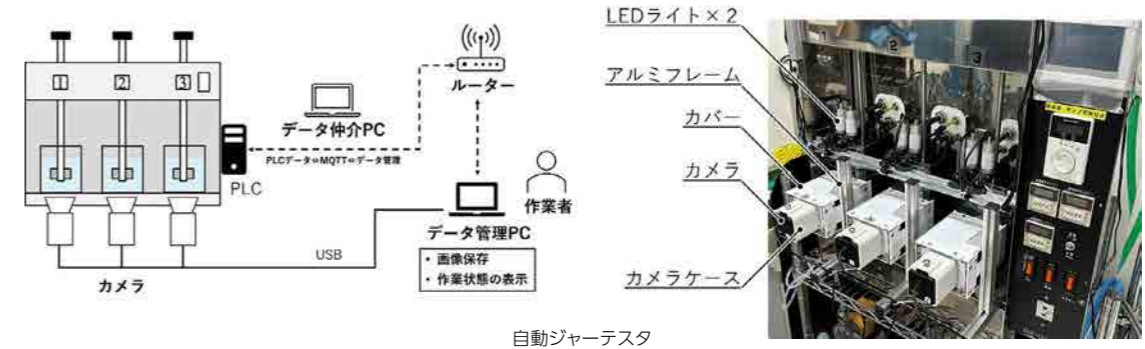 1
2
3
PLC
データ仲介PC
PLCデータ⇔MQTT⇔データ管理
ルーター
作業者
データ管理PC
・画像保存
・作業状態の表示
USB
カメラ
LEDライト×2
アルミフレーム
カバー
カメラ
カメラケース
1
2
3
自動ジャーテスタ